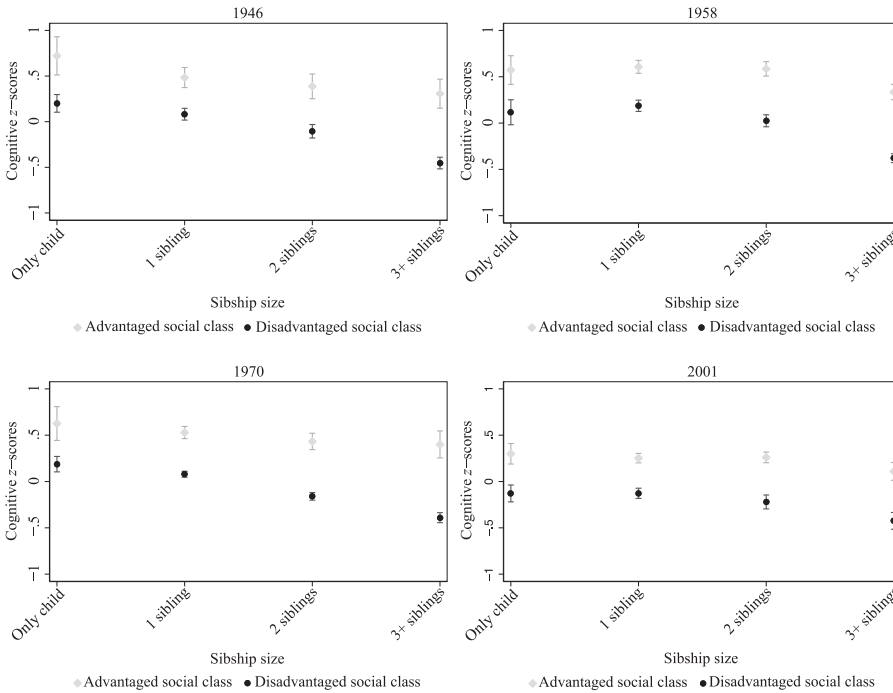 1946
Cognitive z−scores
1
.5
0
−.5
−1
Only child
1 sibling
2 siblings
3+ siblings
Sibship size
Advantaged social class Disadvantaged social class
1958
Cognitive z−scores
1
.5
0
−.5
−1
Only child
1 sibling
2 siblings
3+ siblings
Sibship size
Advantaged social class Disadvantaged social class
1970
Cognitive z−scores
1
.5
0
−.5
−1
Only child
1 sibling
2 siblings
3+ siblings
Sibship size
Advantaged social class Disadvantaged social class
2001
Cognitive z−scores
1
.5
0
−.5
−1
Only child
1 sibling
2 siblings
3+ siblings
Sibship size
Advantaged social class Disadvantaged social class